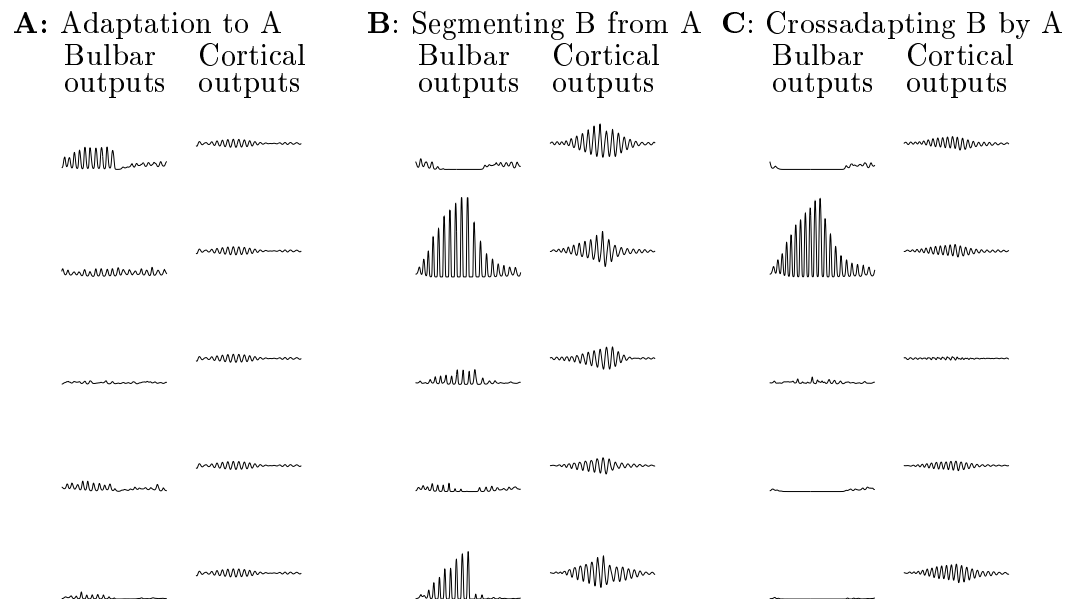 A: Adaptation to A
Bulbar outputs
Cortical outputs
B: Segmenting B from A
Bulbar outputs
Cortical outputs
C: Crossadapting B by A
Bulbar outputs
Cortical outputs